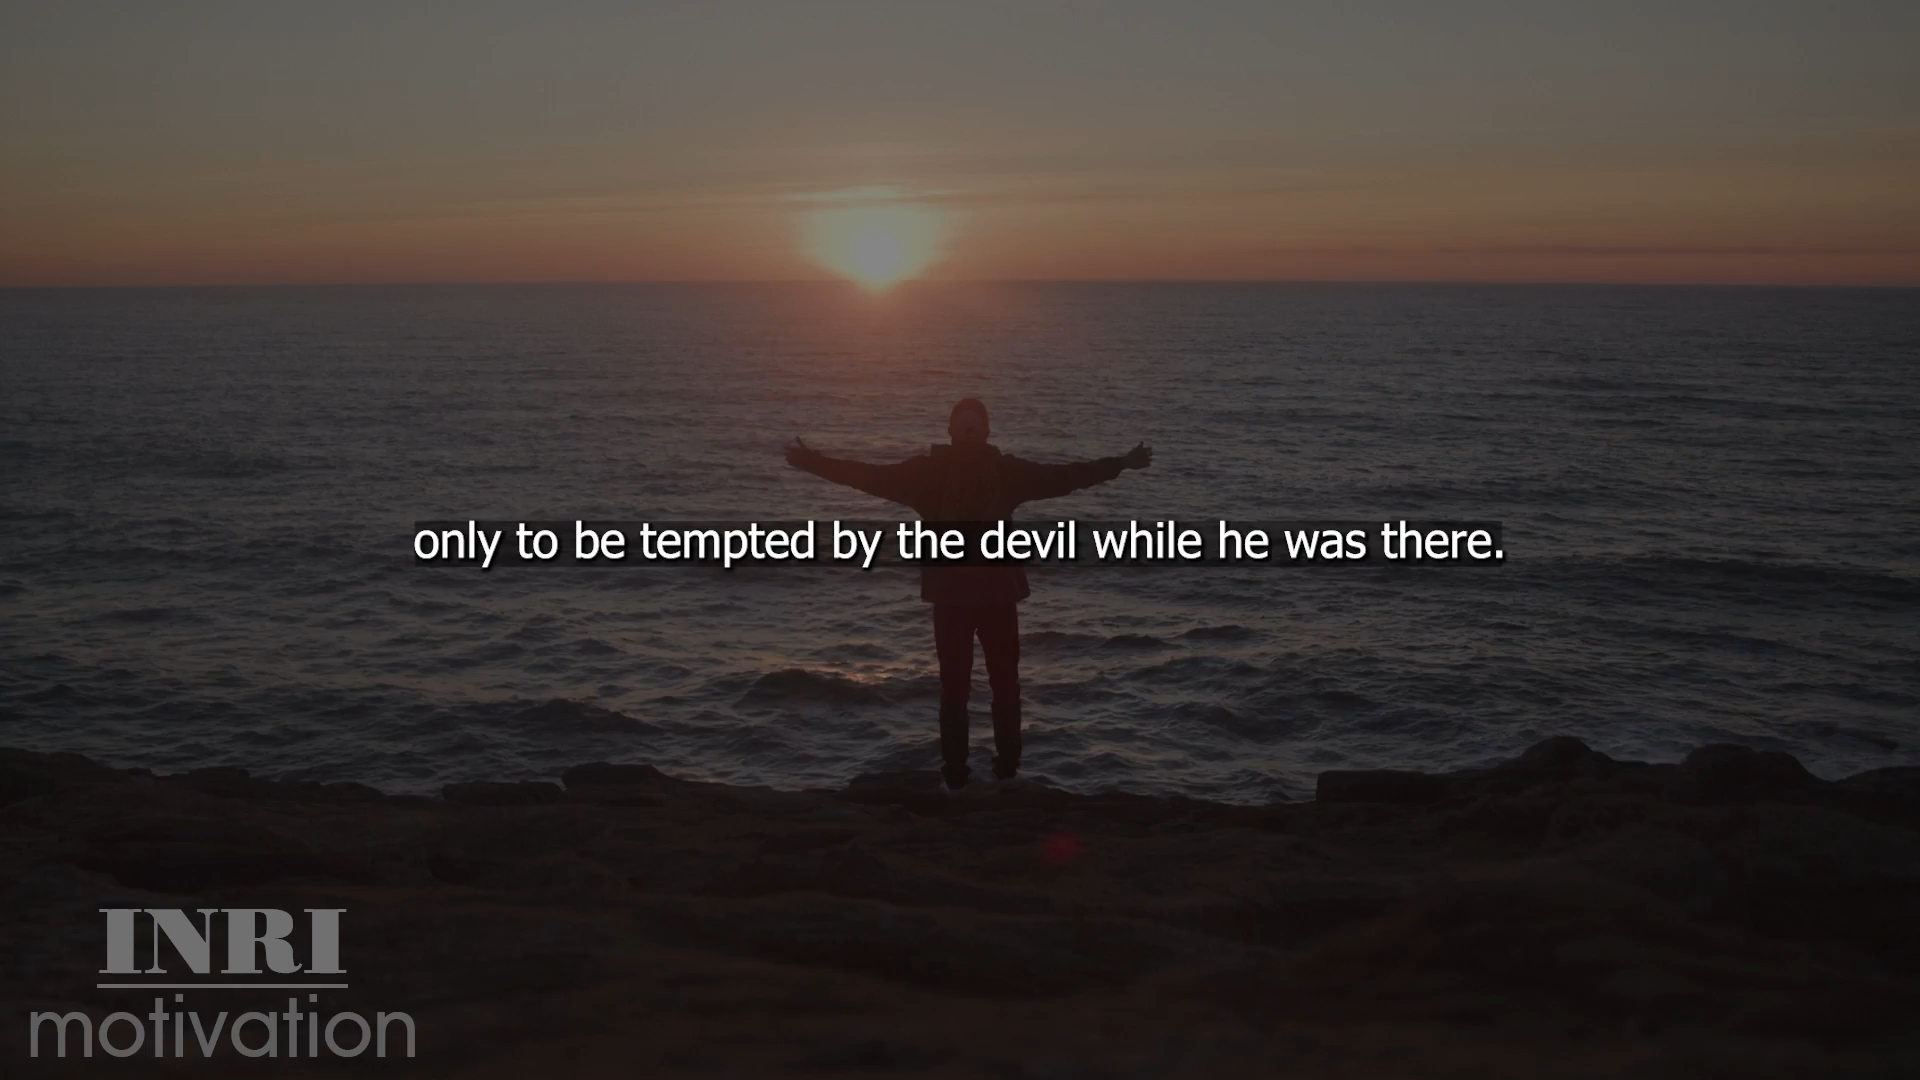 only to be tempted by the devil while he was there.
INRI
motivation